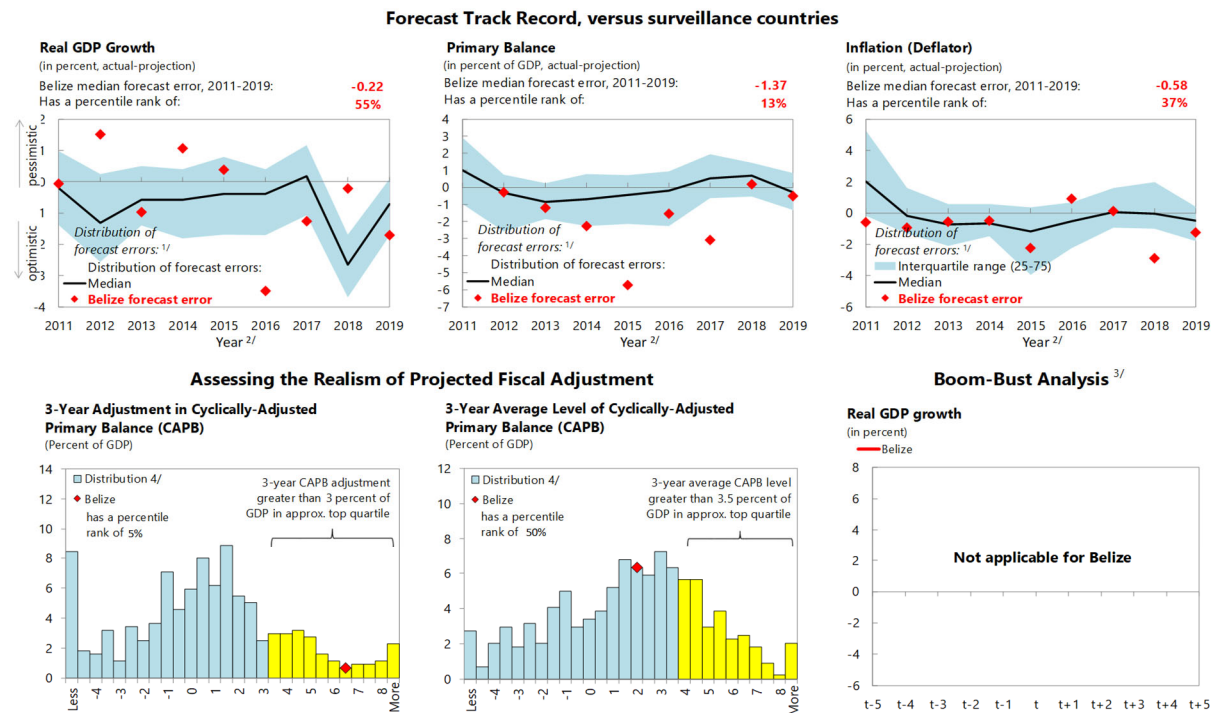 Forecast Track Record, versus surveillance countries
Real GDP Growth
(in percent, actual-projection)
Belize median forecast error, 2011-2019: -0.22
Has a percentile rank of: 55%
pessimistic
optimistic
2
1
0
1
2
-3
-4
Distribution of
forecast errors: 1/
Distribution of forecast errors:
Median
Belize forecast error
2011 2012 2013 2014 2015 2016 2017 2018 2019
Year 2/
Primary Balance
(in percent of GDP, actual-projection)
Belize median forecast error, 2011-2019: -1.37
Has a percentile rank of: 13%
4
3
2
1
0
-1
-2
-3
-4
-5
-6
-7
Distribution of
forecast errors: 1/
Distribution of forecast errors:
Median
Belize forecast error
2011 2012 2013 2014 2015 2016 2017 2018 2019
Year 2/
Inflation (Deflator)
(in percent, actual-projection)
Belize median forecast error, 2011-2019: -0.58
Has a percentile rank of: 37%
6
4
2
0
-2
-4
-6
Distribution of
forecast errors: 1/
Interquartile range (25-75)
Median
Belize forecast error
2011 2012 2013 2014 2015 2016 2017 2018 2019
Year 2/
Assessing the Realism of Projected Fiscal Adjustment
3-Year Adjustment in Cyclically-Adjusted
Primary Balance (CAPB)
(Percent of GDP)
14
12
10
8
6
4
2
0
Distribution 4/
Belize
has a percentile
rank of 5%
3-year CAPB adjustment
greater than 3 percent of
GDP in approx. top quartile
Less -4 -3 -2 -1 0 1 2 3 4 5 6 7 8 More
3-Year Average Level of Cyclically-Adjusted
Primary Balance (CAPB)
(Percent of GDP)
12
10
8
6
4
2
0
Distribution 4/
Belize
has a percentile
rank of 50%
3-year average CAPB level
greater than 3.5 percent of
GDP in approx. top quartile
Less -4 -3 -2 -1 0 1 2 3 4 5 6 7 8 More
Boom-Bust Analysis 3/
Real GDP growth
(in percent)
Belize
8
6
4
2
0
-2
-4
-6
Not applicable for Belize
t-5 t-4 t-3 t-2 t-1 t t+1 t+2 t+3 t+4 t+5